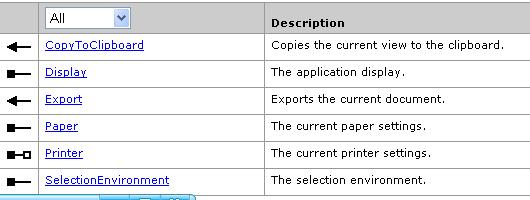 All Description
CopyToClipboard Copies the current view to the clipboard.
Display The application display.
Export Exports the current document.
Paper The current paper settings.
Printer The current printer settings.
SelectionEnvironment The selection environment.